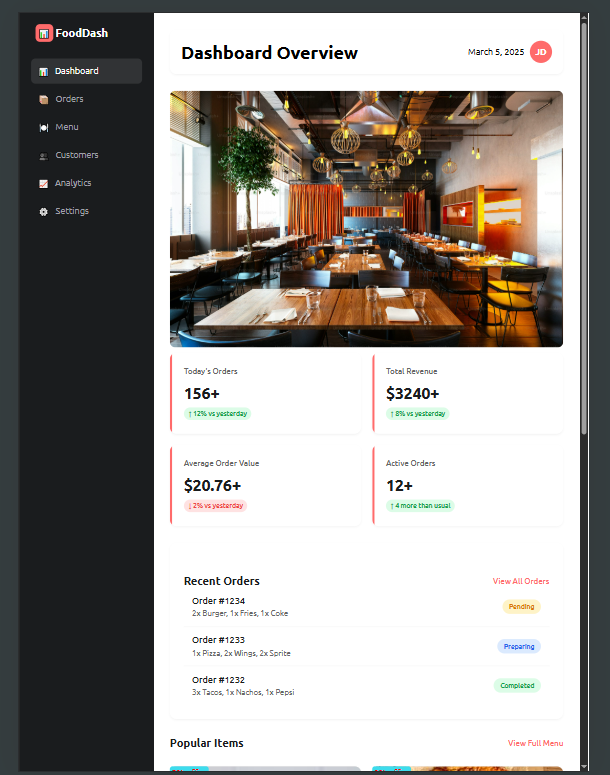 FoodDash
Dashboard
Orders
Menu
Customers
Analytics
Settings
Dashboard Overview
March 5, 2025
JD
Today's Orders
156+
↑ 12% vs yesterday
Total Revenue
$3240+
↑ 8% vs yesterday
Average Order Value
$20.76+
↓ 2% vs yesterday
Active Orders
12+
↑ 4 more than usual
Recent Orders
View All Orders
Order #1234
2x Burger, 1x Fries, 1x Coke
Pending
Order #1233
1x Pizza, 2x Wings, 2x Sprite
Preparing
Order #1232
3x Tacos, 1x Nachos, 1x Pepsi
Completed
Popular Items
View Full Menu